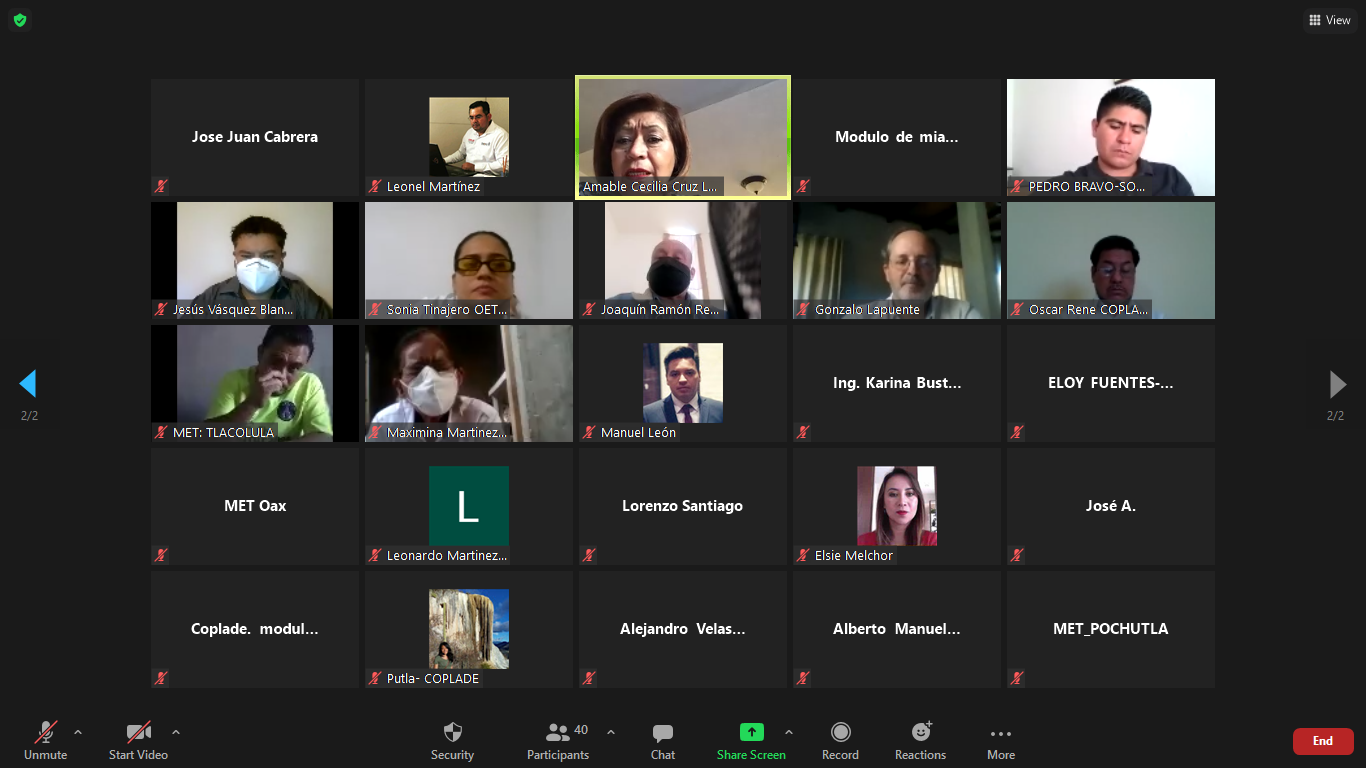 View
Jose Juan Cabrera
Leonel Martínez
Amable Cecilia Cruz L...
Modulo de mia...
PEDRO BRAVO-SO...
Jesús Vásquez Blan...
Sonia Tinajero OET...
Joaquín Ramón Re...
Gonzalo Lapuente
Oscar Rene COPLA...
MET: TLACOLULA
Maximina Martinez...
Manuel León
Ing. Karina Bust...
ELOY FUENTES-...
2/2
2/2
MET Oax
L
Leonardo Martinez...
Lorenzo Santiago
Elsie Melchor
José A.
Coplade. modul...
Putla- COPLADE
Alejandro Velas...
Alberto Manuel...
MET_POCHUTLA
Unmute
Start Video
Security
Participants
40
Chat
Share Screen
Record
Reactions
More
End